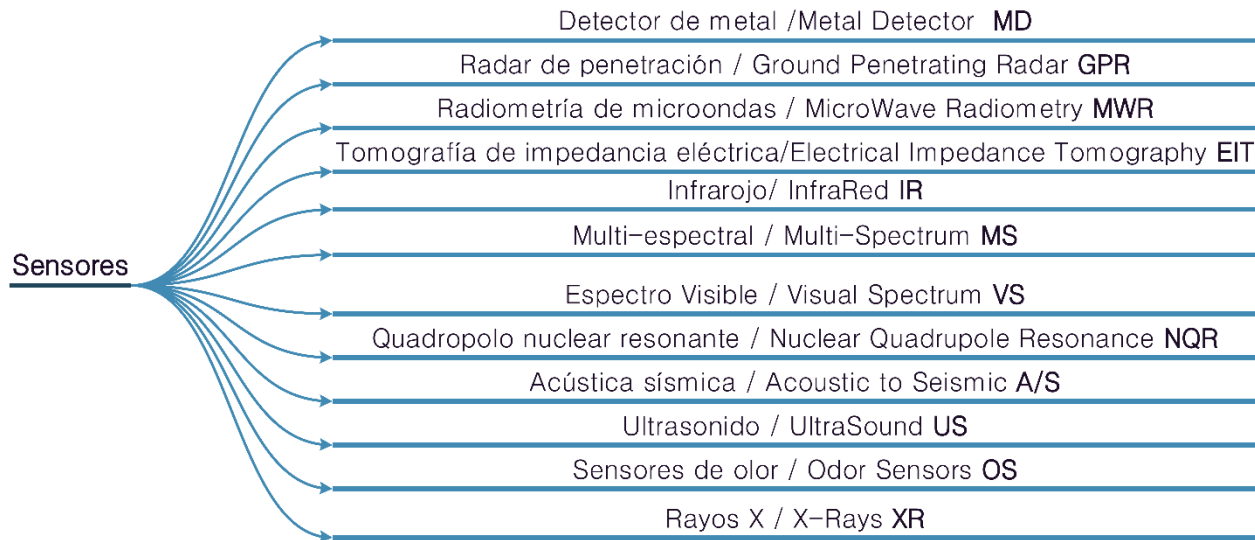 Detector de metal /Metal Detector MD
Radar de penetración / Ground Penetrating Radar GPR
Radiometría de microondas / MicroWave Radiometry MWR
Tomografía de impedancia eléctrica/Electrical Impedance Tomography EIT
Infrarojo/ InfraRed IR
Multi-espectral / Multi-Spectrum MS
Sensores
Espectro Visible / Visual Spectrum VS
Quadropolo nuclear resonante / Nuclear Quadrupole Resonance NQR
Acústica sísmica / Acoustic to Seismic A/S
Ultrasonido / UltraSound US
Sensores de olor / Odor Sensors OS
Rayos X / X-Rays XR